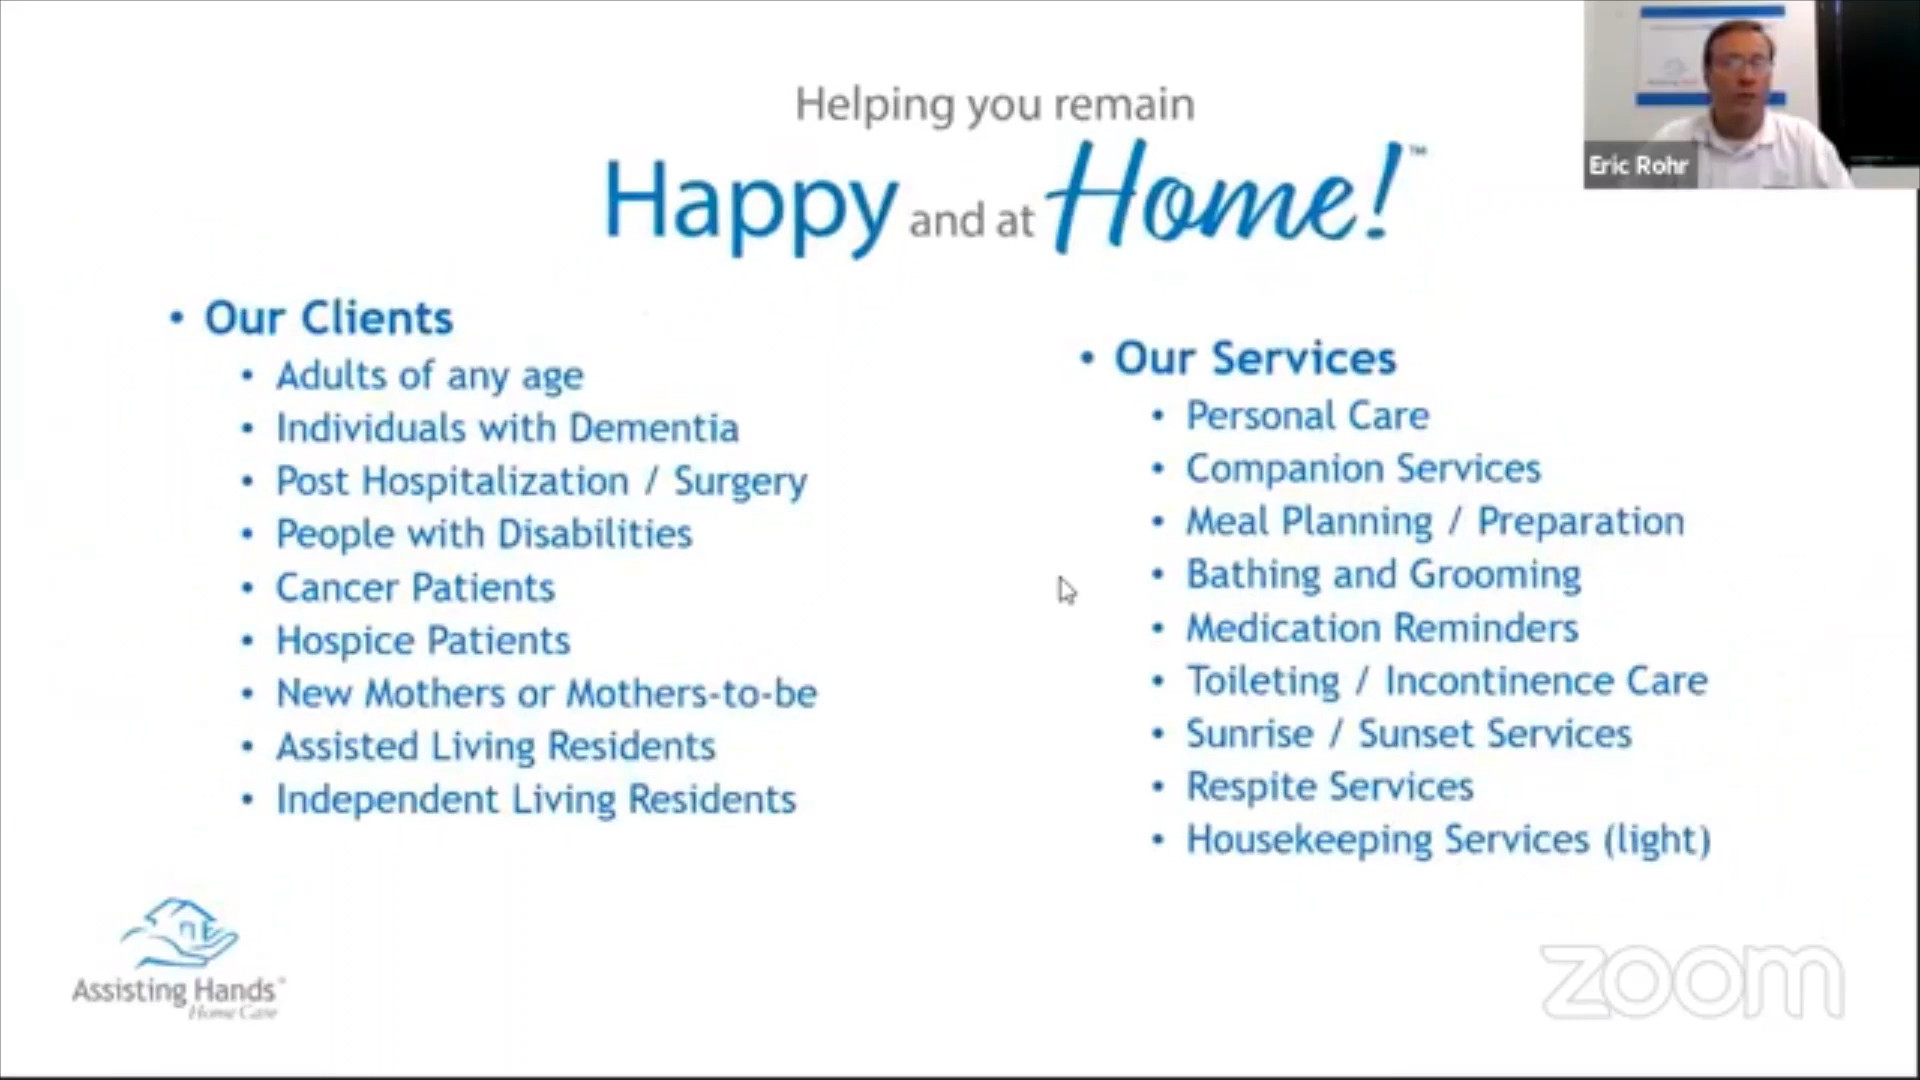 Helping you remain
Happy and at Home!™
Eric Rohr
• Our Clients
• Adults of any age
• Individuals with Dementia
• Post Hospitalization / Surgery
• People with Disabilities
• Cancer Patients
• Hospice Patients
• New Mothers or Mothers-to-be
• Assisted Living Residents
• Independent Living Residents
• Our Services
• Personal Care
• Companion Services
• Meal Planning / Preparation
• Bathing and Grooming
• Medication Reminders
• Toileting / Incontinence Care
• Sunrise / Sunset Services
• Respite Services
• Housekeeping Services (light)
Assisting Hands™
Home Care
zoom